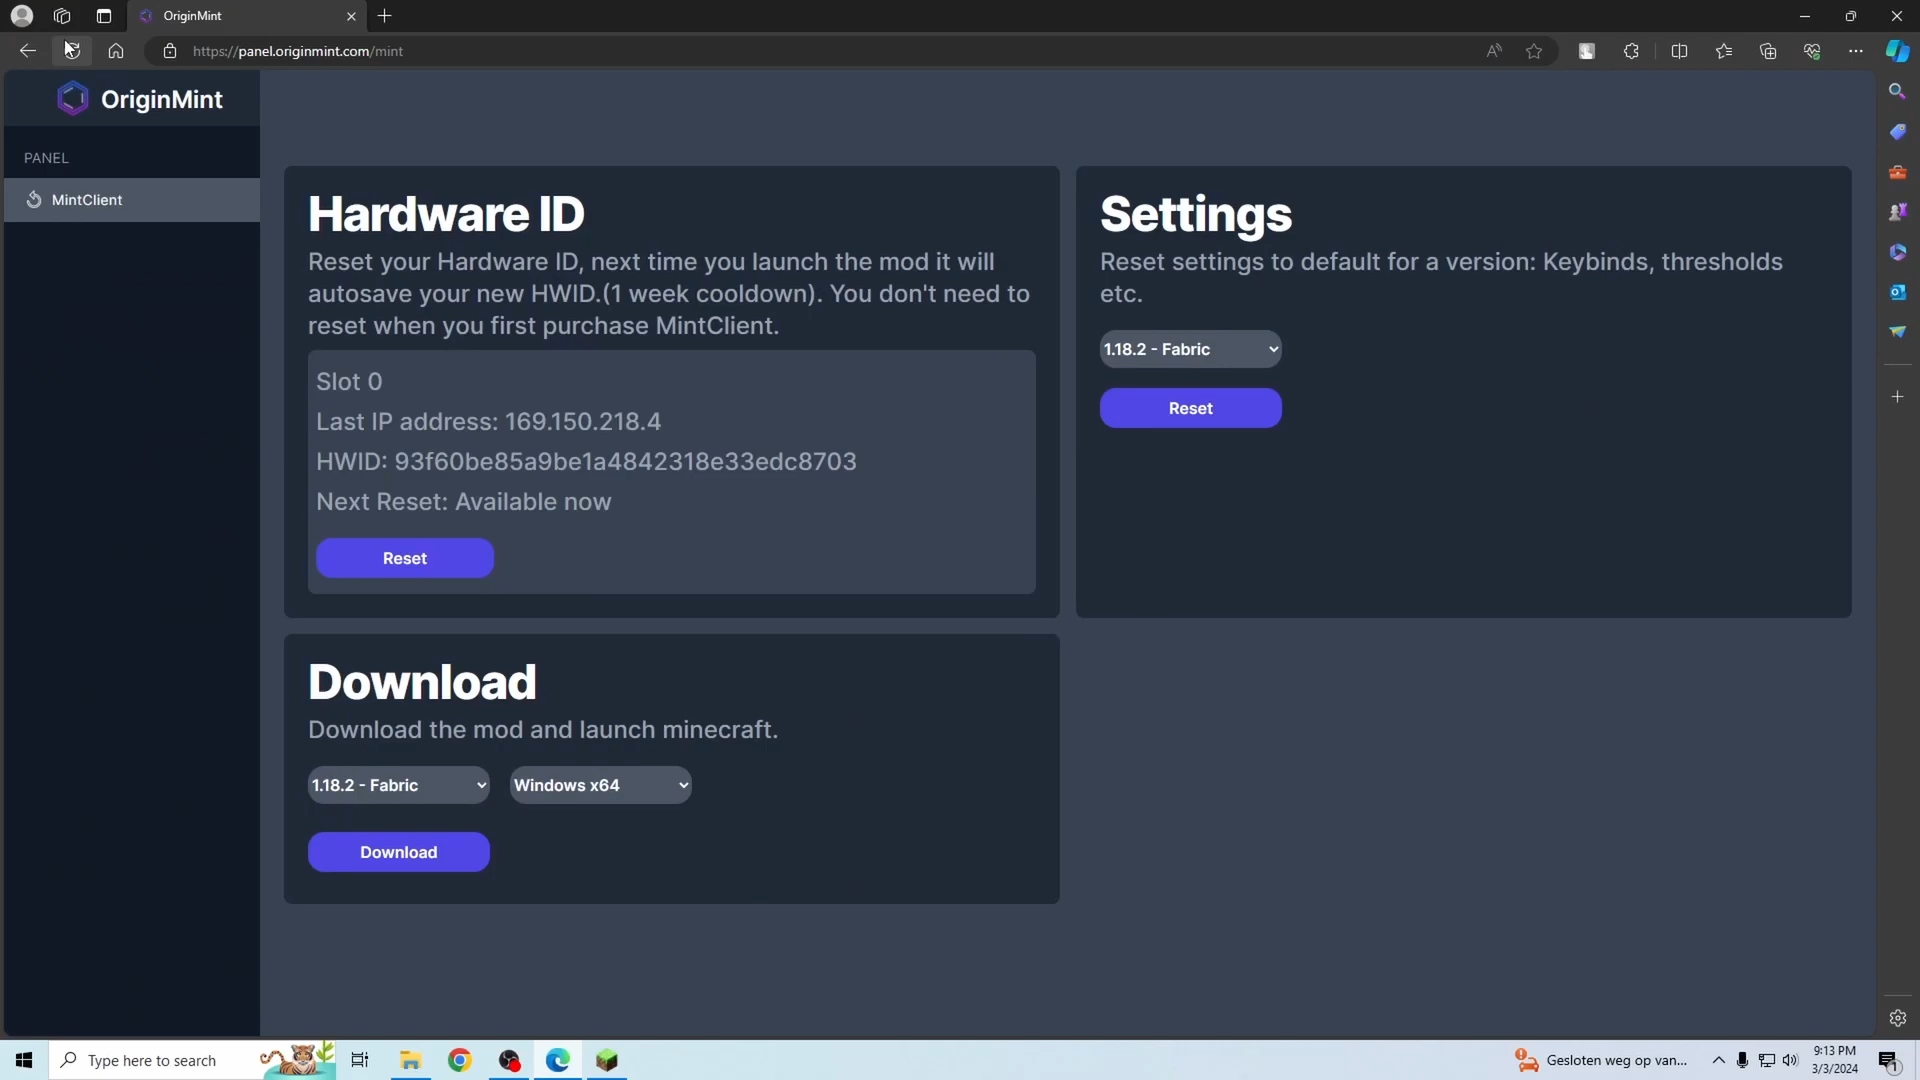 OriginMint
https://panel.originmint.com/mint
OriginMint
PANEL
MintClient
Hardware ID
Reset your Hardware ID, next time you launch the mod it will
autosave your new HWID.(1 week cooldown). You don't need to
reset when you first purchase MintClient.
Slot 0
Last IP address: 169.150.218.4
HWID: 93f60be85a9be1a4842318e33edc8703
Next Reset: Available now
Reset
Settings
Reset settings to default for a version: Keybinds, thresholds
etc.
1.18.2 - Fabric
Reset
Download
Download the mod and launch minecraft.
1.18.2 - Fabric
Windows x64
Download
Type here to search
Gesloten weg op van...
9:13 PM
3/3/2024
1